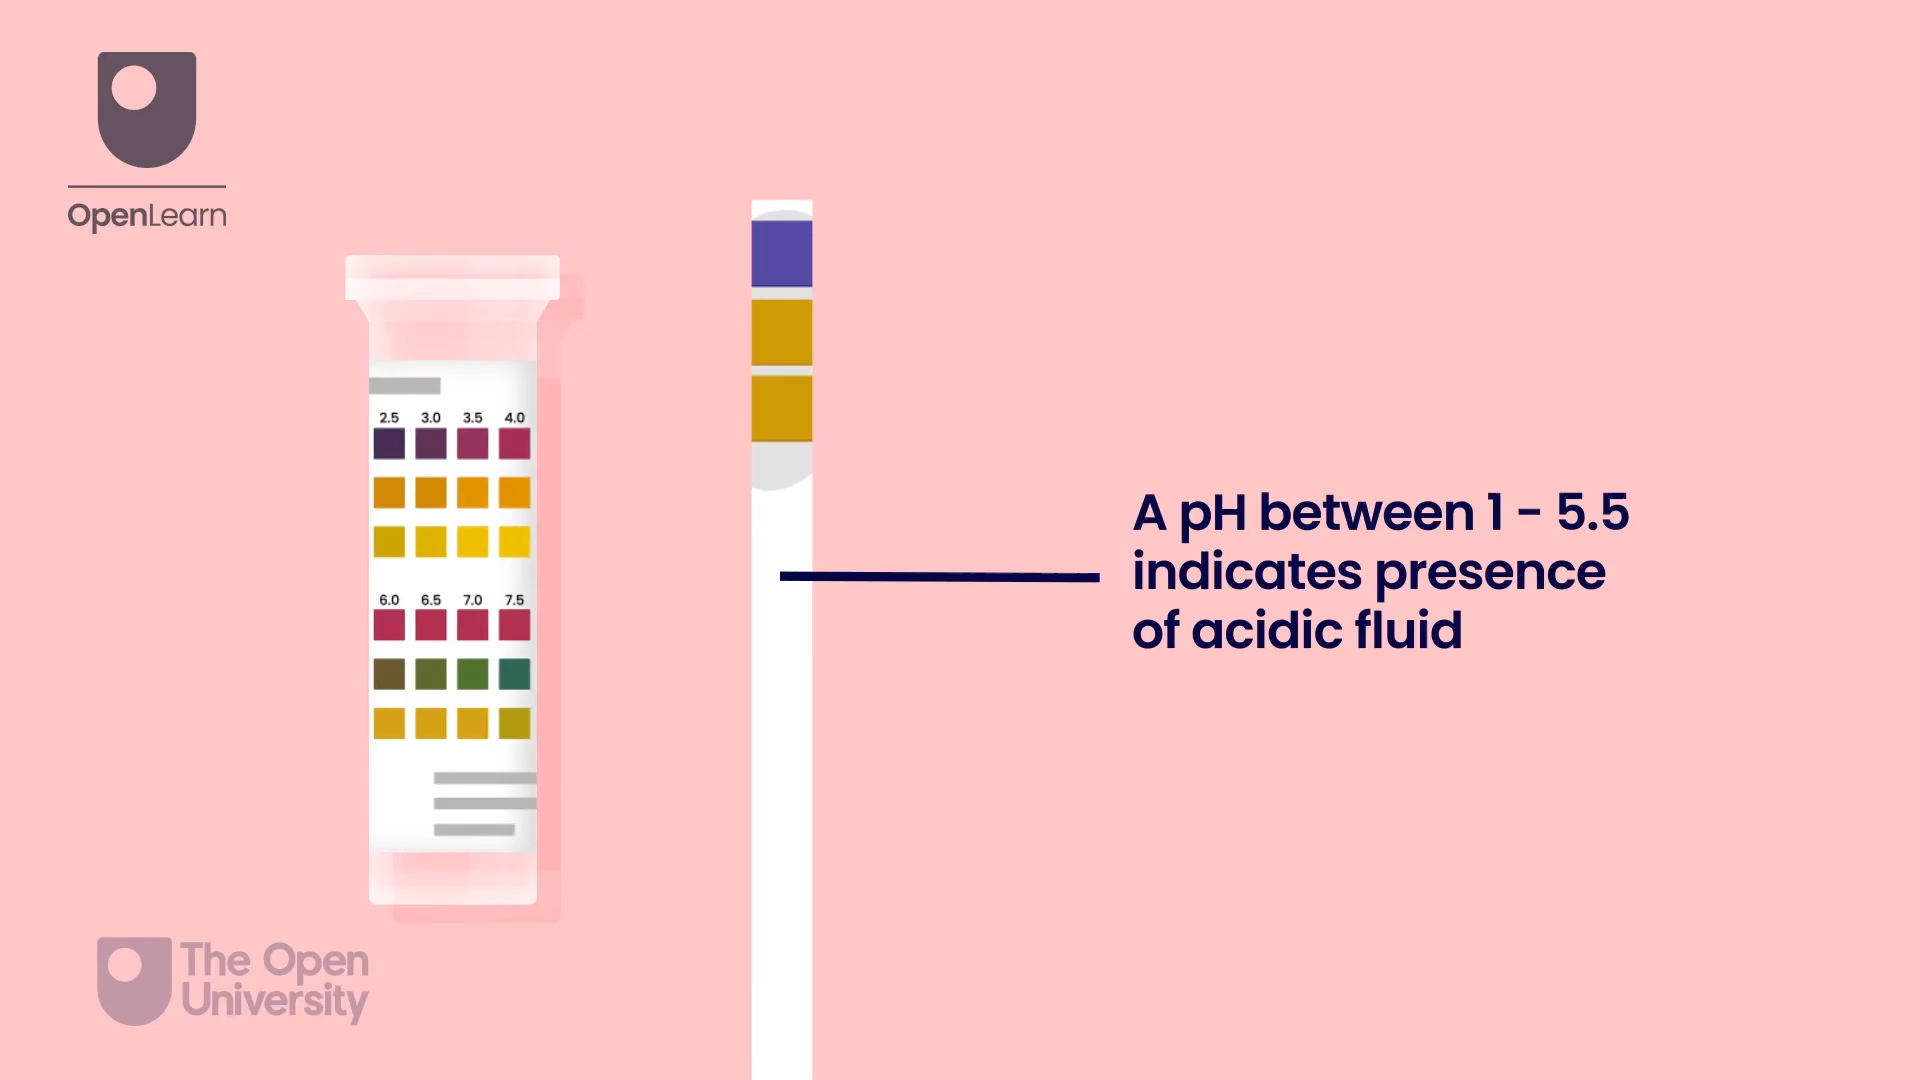 OpenLearn
2.5 3.0 3.5 4.0
6.0 6.5 7.0 7.5
A pH between 1 - 5.5
indicates presence
of acidic fluid
The Open
University